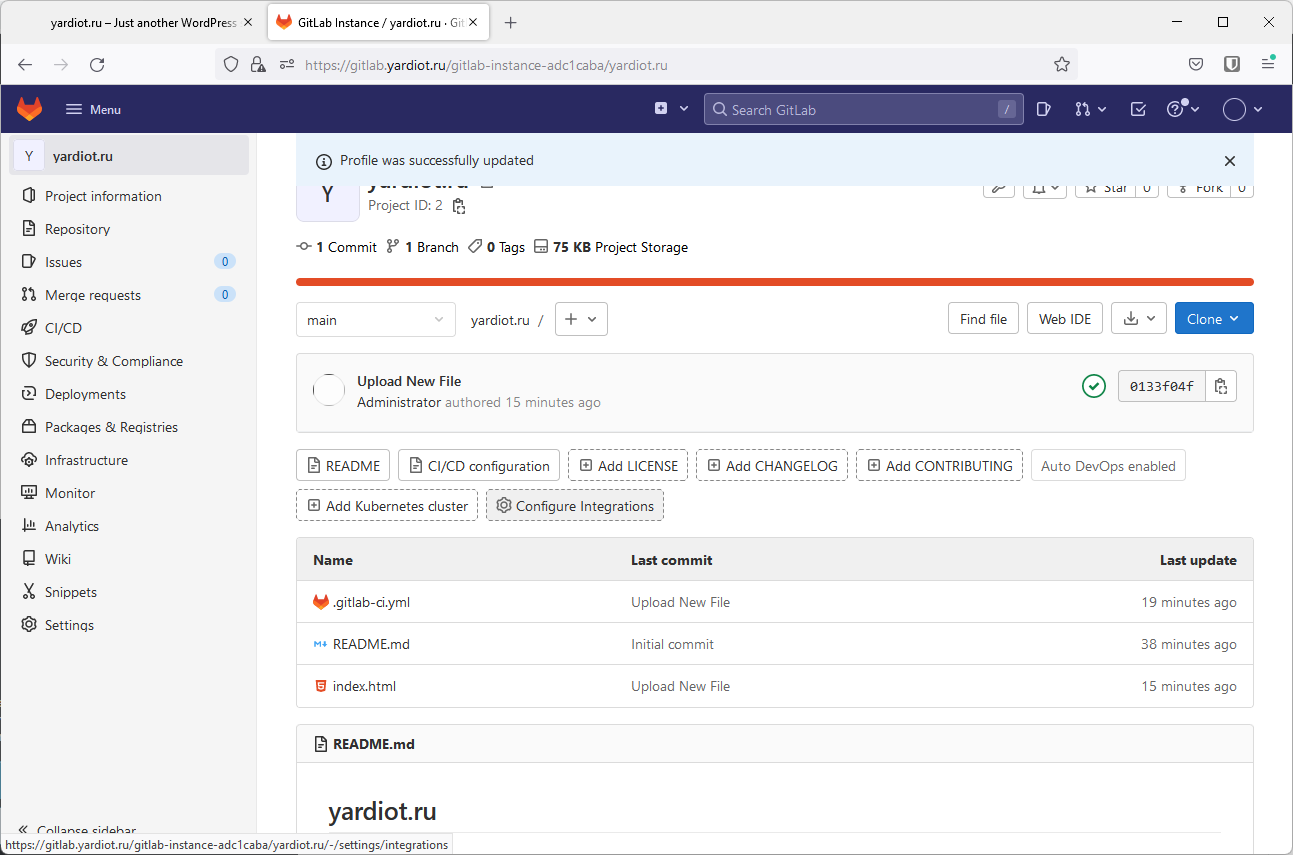 yardiot.ru – Just another WordPress
GitLab Instance / yardiot.ru · Git
https://gitlab.yardiot.ru/gitlab-instance-adc1caba/yardiot.ru
Menu
Search GitLab
/
Y yardiot.ru
Project information
Repository
Issues 0
Merge requests 0
CI/CD
Security & Compliance
Deployments
Packages & Registries
Infrastructure
Monitor
Analytics
Wiki
Snippets
Settings
Collapse sidebar
https://gitlab.yardiot.ru/gitlab-instance-adc1caba/yardiot.ru/-/settings/integrations
Profile was successfully updated
Y
yardiot.ru
Project ID: 2
Star 0
Fork 0
1 Commit 1 Branch 0 Tags 75 KB Project Storage
main
yardiot.ru /
Find file
Web IDE
Clone
Upload New File
Administrator authored 15 minutes ago
0133f04f
README
CI/CD configuration
Add LICENSE
Add CHANGELOG
Add CONTRIBUTING
Auto DevOps enabled
Add Kubernetes cluster
Configure Integrations
Name Last commit Last update
.gitlab-ci.yml Upload New File 19 minutes ago
README.md Initial commit 38 minutes ago
index.html Upload New File 15 minutes ago
README.md
yardiot.ru